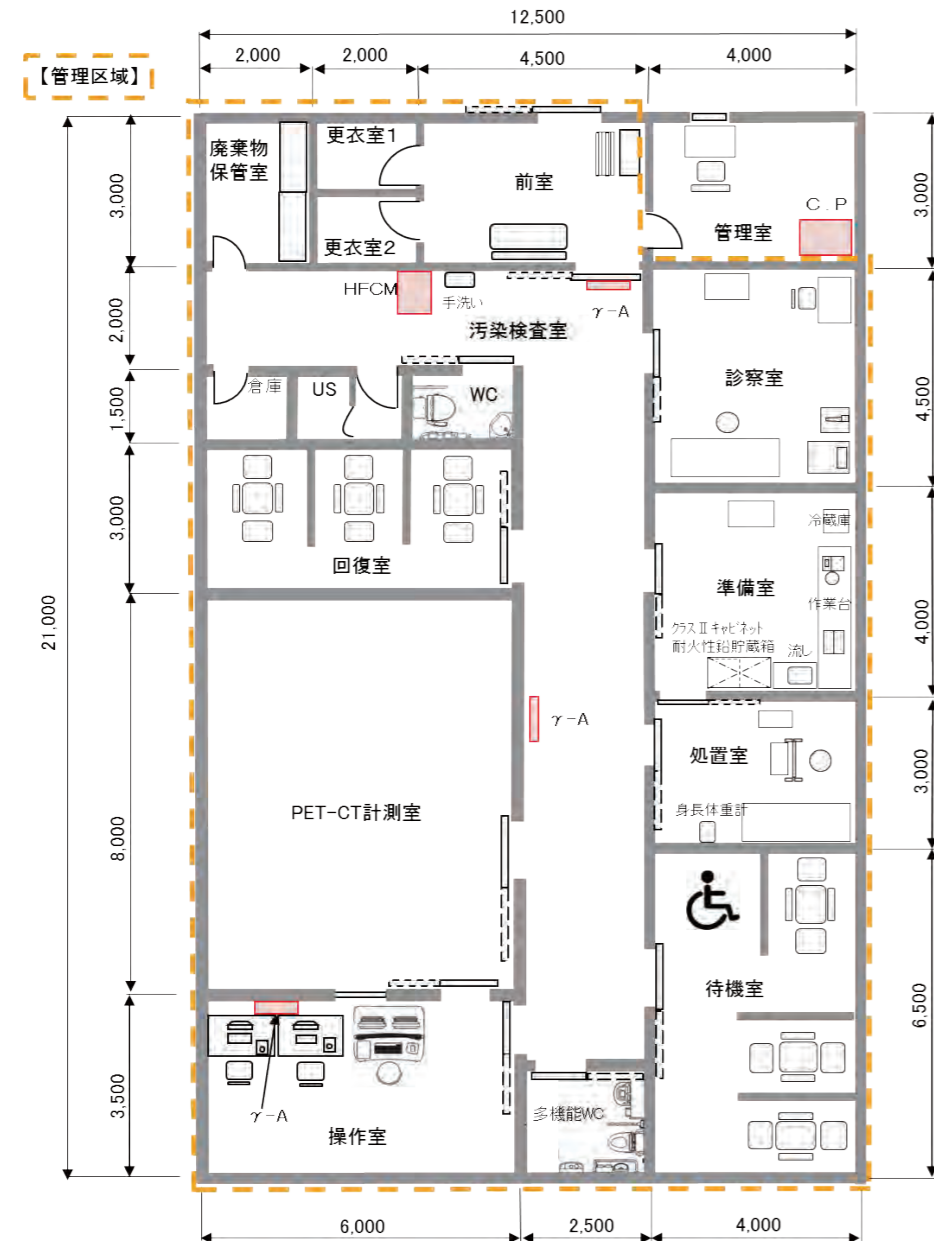 12,500
2,000
2,000
4,500
4,000
【管理区域】
更衣室1
廃棄物
保管室
前室
更衣室2
管理室
C.P
3,000
3,000
HFCM
手洗い
γ-A
汚染検査室
2,000
倉庫
US
WC
診察室
1,500
4,500
回復室
3,000
冷蔵庫
準備室
作業台
クラスⅡキャビネット
耐火性鉛貯蔵箱
流し
4,000
21,000
γ-A
処置室
身長体重計
3,000
PET-CT計測室
8,000
待機室
6,500
γ-A
操作室
多機能WC
3,500
6,000
2,500
4,000